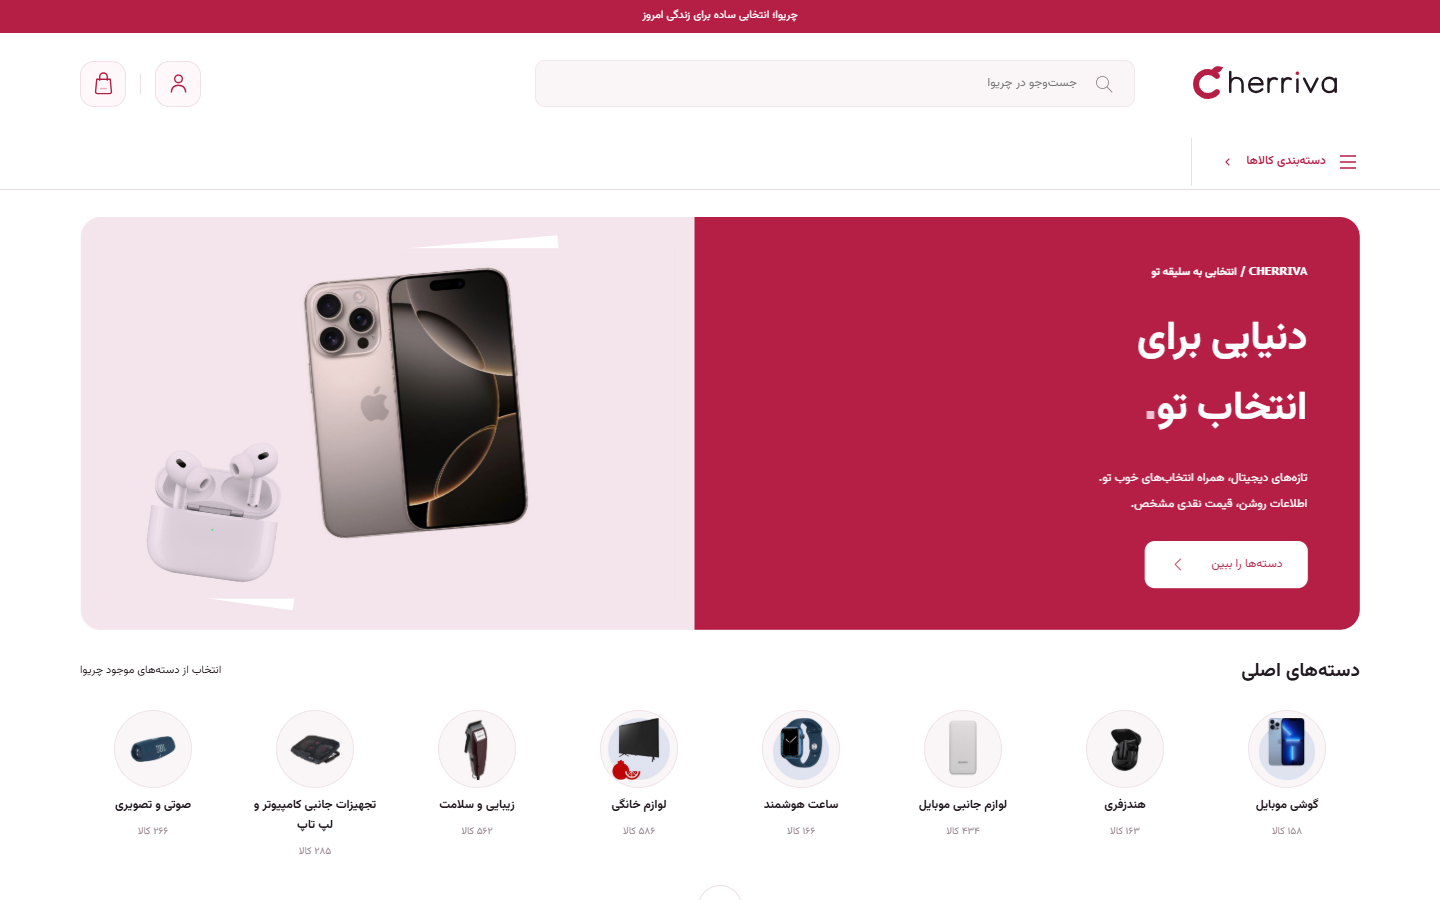 چریوا؛ انتخابی ساده برای زندگی امروز
Cherriva
جست‌وجو در چریوا
دسته‌بندی کالاها
CHERRIVA / انتخابی به سلیقه تو
دنیایی برای
انتخاب تو.
تازه‌های دیجیتال، همراه انتخاب‌های خوب تو.
اطلاعات روشن، قیمت نقدی مشخص.
دسته‌ها را ببین
دسته‌های اصلی
انتخاب از دسته‌های موجود چریوا
گوشی موبایل
۱۵۸ کالا
هندزفری
۱۶۳ کالا
لوازم جانبی موبایل
۴۳۴ کالا
ساعت هوشمند
۱۶۶ کالا
لوازم خانگی
۵۸۶ کالا
زیبایی و سلامت
۵۶۲ کالا
تجهیزات جانبی کامپیوتر و
لپ تاپ
۲۸۵ کالا
صوتی و تصویری
۲۶۶ کالا